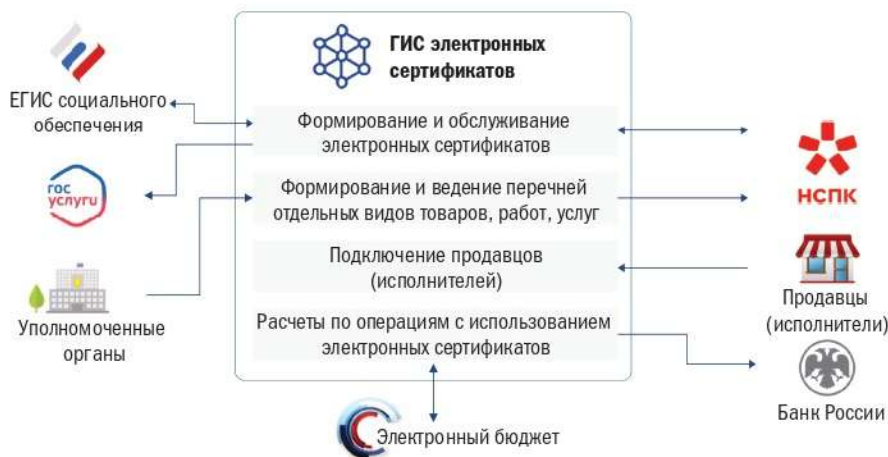 ГИС электронных
сертификатов
ЕГИС социального
обеспечения
Формирование и обслуживание
электронных сертификатов
гос
услуги
Формирование и ведение перечней
отдельных видов товаров, работ, услуг
НСПК
Подключение продавцов
(исполнителей)
Уполномоченные
органы
Продавцы
(исполнители)
Расчеты по операциям с использованием
электронных сертификатов
Банк России
Электронный бюджет